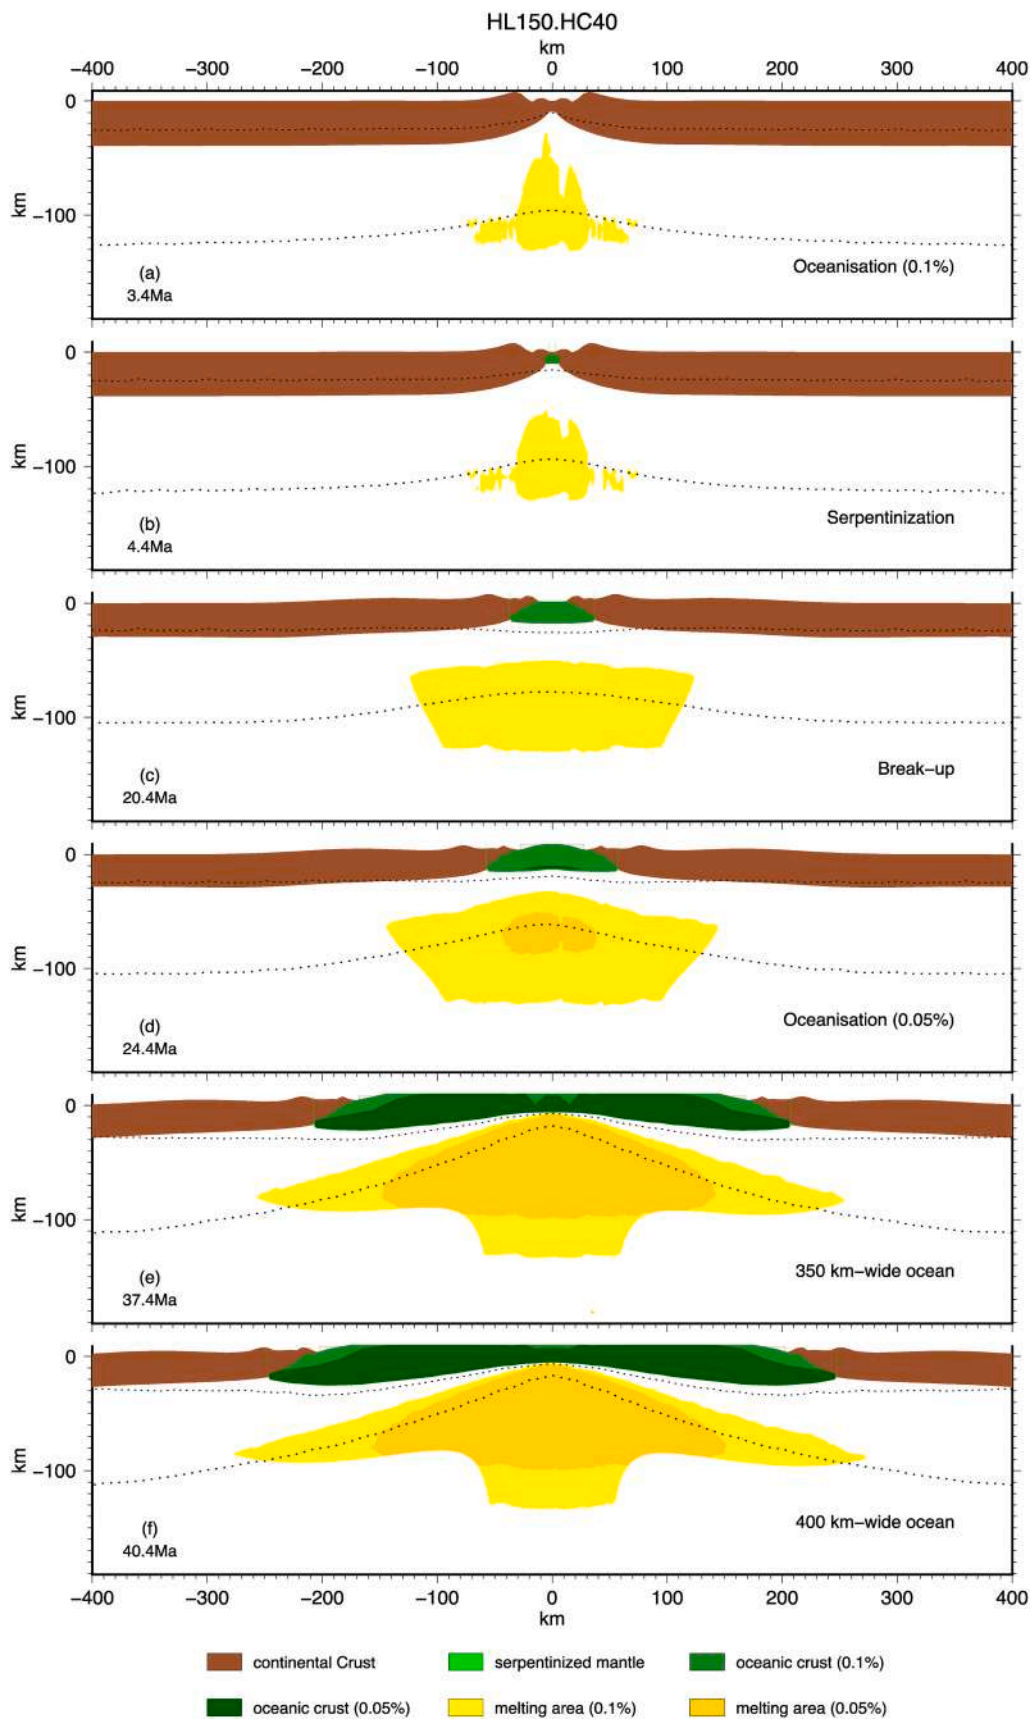 HL150.HC40
km
−400 −300 −200 −100 0 100 200 300 400
0
km
−100
(a)
3.4Ma
Oceanisation (0.1%)
0
km
−100
(b)
4.4Ma
Serpentinization
0
km
−100
(c)
20.4Ma
Break−up
0
km
−100
(d)
24.4Ma
Oceanisation (0.05%)
0
km
−100
(e)
37.4Ma
350 km−wide ocean
0
km
−100
(f)
40.4Ma
400 km−wide ocean
−400 −300 −200 −100 0 100 200 300 400
km
continental Crust serpentinized mantle oceanic crust (0.1%)
oceanic crust (0.05%) melting area (0.1%) melting area (0.05%)